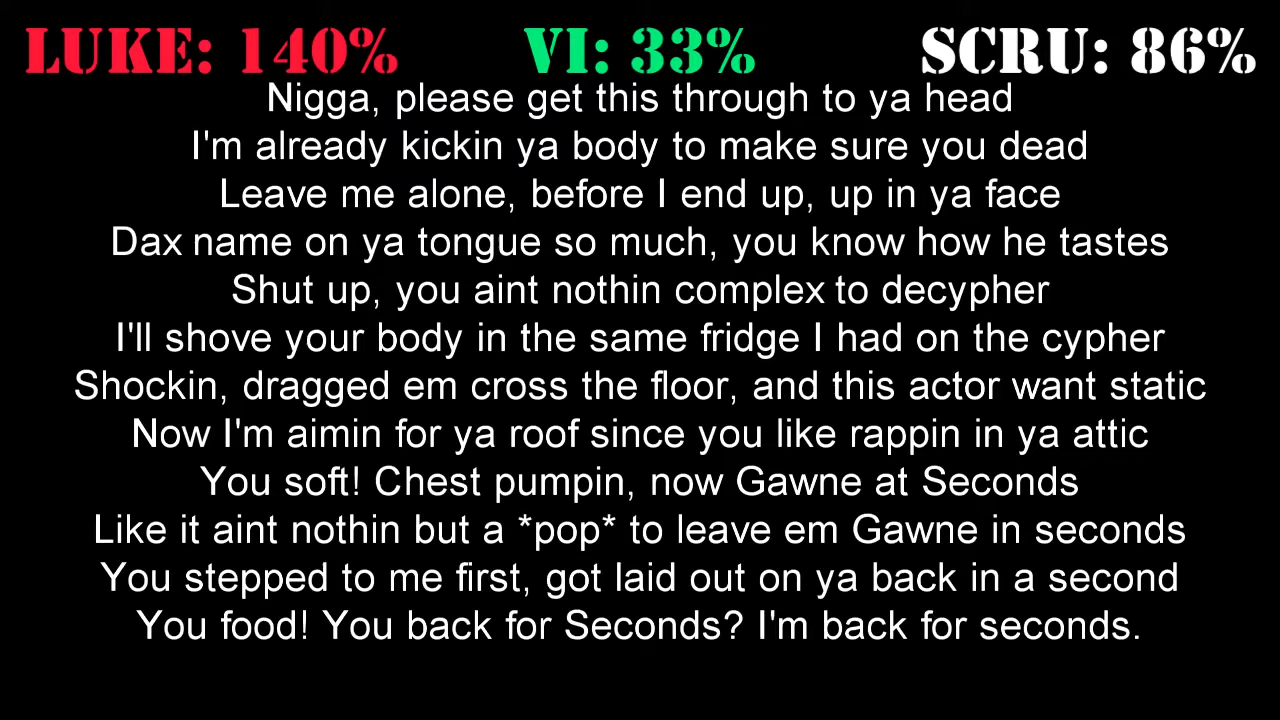 LUKE: 140% VI: 33% SCRU: 86%
Nigga, please get this through to ya head
I'm already kickin ya body to make sure you dead
Leave me alone, before I end up, up in ya face
Dax name on ya tongue so much, you know how he tastes
Shut up, you aint nothin complex to decypher
I'll shove your body in the same fridge I had on the cypher
Shockin, dragged em cross the floor, and this actor want static
Now I'm aimin for ya roof since you like rappin in ya attic
You soft! Chest pumpin, now Gawne at Seconds
Like it aint nothin but a *pop* to leave em Gawne in seconds
You stepped to me first, got laid out on ya back in a second
You food! You back for Seconds? I'm back for seconds.